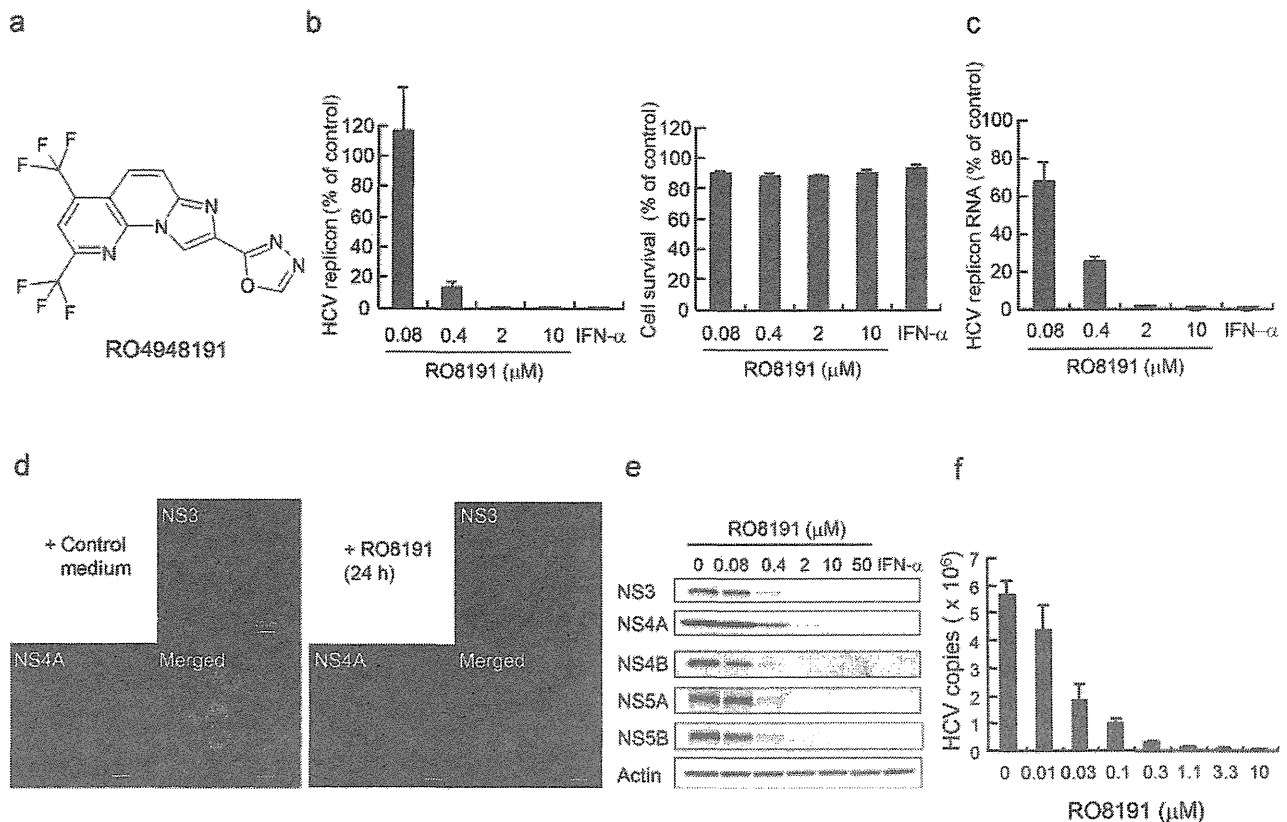 a
F
F
F
F
F
F
N
N
N
N
N
O
RO4948191
b
HCV replicon (% of control)
120
100
80
60
40
20
0
0.08 0.4 2 10 IFN-α
RO8191 (μM)
Cell survival (% of control)
120
100
80
60
40
20
0
0.08 0.4 2 10 IFN-α
RO8191 (μM)
c
HCV replicon RNA (% of control)
100
80
60
40
20
0
0.08 0.4 2 10 IFN-α
RO8191 (μM)
d
+ Control
medium
NS3
NS4A
Merged
+ RO8191
(24 h)
NS3
NS4A
Merged
e
RO8191 (μM)
0 0.08 0.4 2 10 50 IFN-α
NS3
NS4A
NS4B
NS5A
NS5B
Actin
f
HCV copies ( x 10⁶)
7
6
5
4
3
2
1
0
0 0.01 0.03 0.1 0.3 1.1 3.3 10
RO8191 (μM)